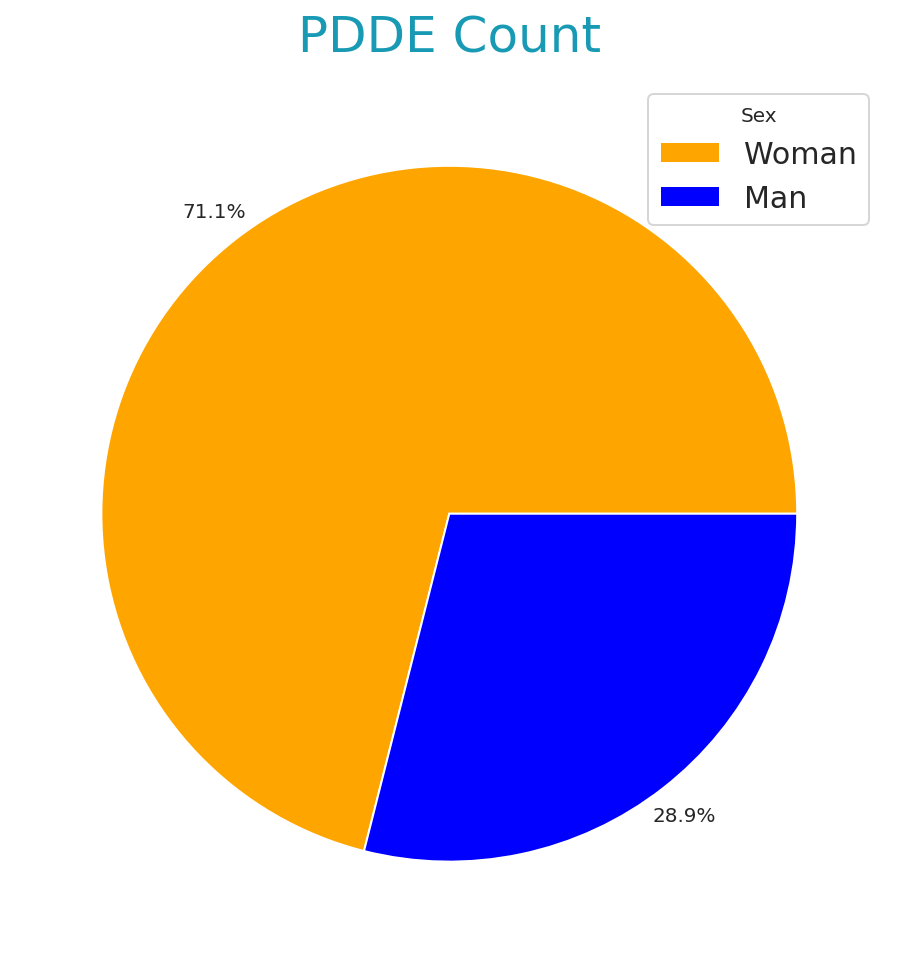 PDDE Count
Sex
Woman
Man
71.1%
28.9%